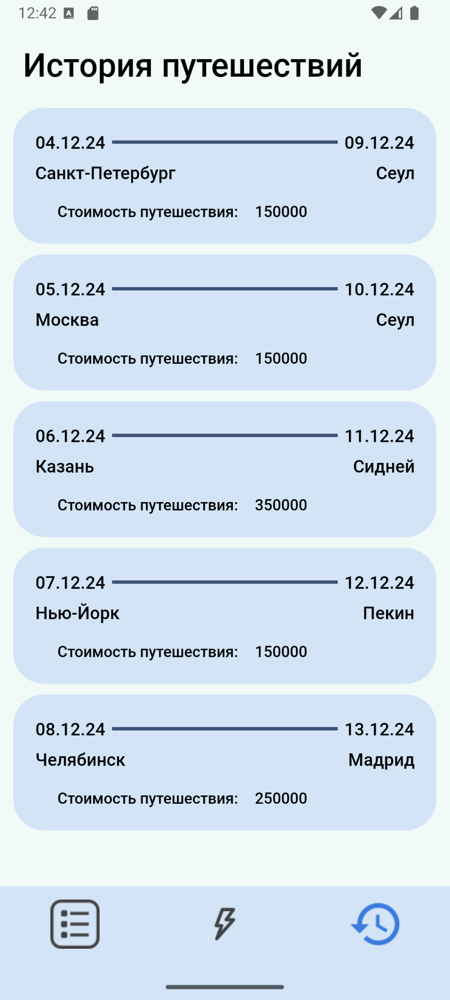 12:42
История путешествий
04.12.24 09.12.24
Санкт-Петербург Сеул
Стоимость путешествия: 150000
05.12.24 10.12.24
Москва Сеул
Стоимость путешествия: 150000
06.12.24 11.12.24
Казань Сидней
Стоимость путешествия: 350000
07.12.24 12.12.24
Нью-Йорк Пекин
Стоимость путешествия: 150000
08.12.24 13.12.24
Челябинск Мадрид
Стоимость путешествия: 250000